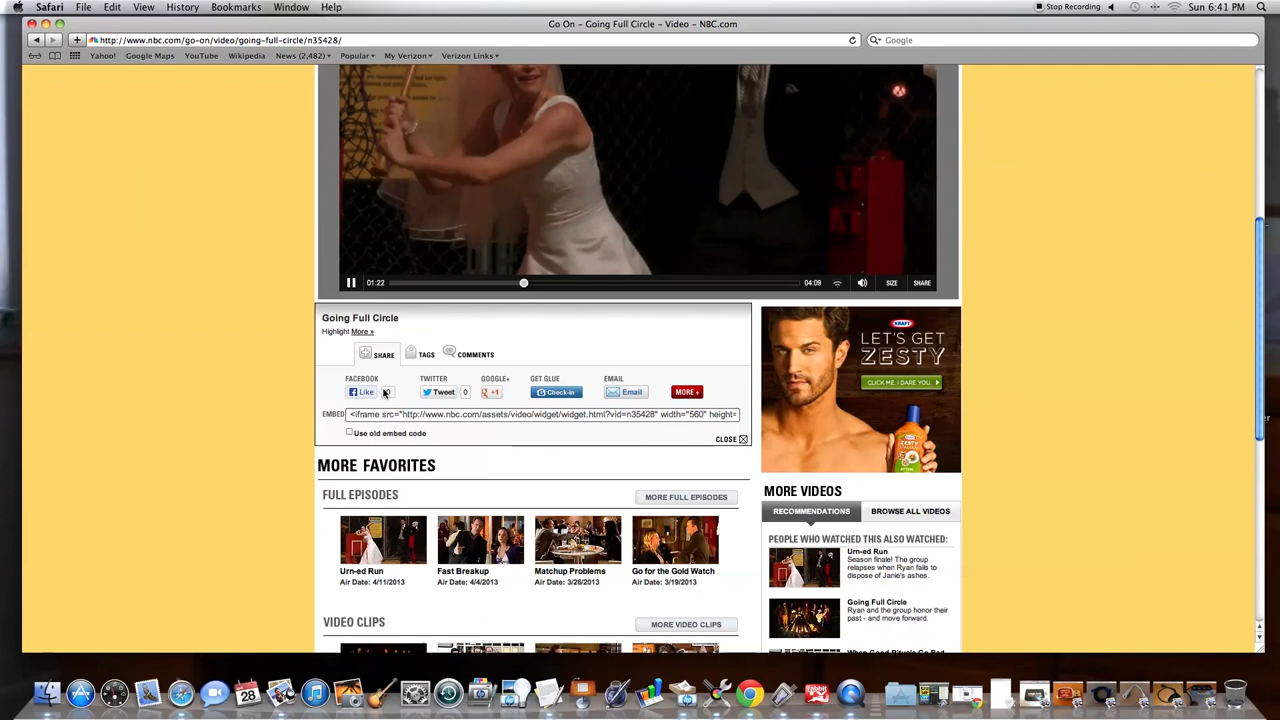 Safari File Edit View History Bookmarks Window Help Stop Recording Sun 6:41 PM
Go On – Going Full Circle – Video – NBC.com
http://www.nbc.com/go-on/video/going-full-circle/n35428/ Google
Yahoo! Google Maps YouTube Wikipedia News (2,482) Popular My Verizon Verizon Links
01:22 04:09 SIZE SHARE
Going Full Circle
Highlight More »
SHARE TAGS COMMENTS
FACEBOOK TWITTER GOOGLE+ GET GLUE EMAIL
Like Tweet 0 +1 Check-in Email MORE +
EMBED <iframe src="http://www.nbc.com/assets/video/widget/widget.html?vid=n35428" width="560" height=
Use old embed code
CLOSE
KRAFT
LET'S GET
ZESTY
CLICK ME, I DARE YOU.
MORE FAVORITES
FULL EPISODES MORE FULL EPISODES
Urn-ed Run Fast Breakup Matchup Problems Go for the Gold Watch
Air Date: 4/11/2013 Air Date: 4/4/2013 Air Date: 3/26/2013 Air Date: 3/19/2013
VIDEO CLIPS MORE VIDEO CLIPS
MORE VIDEOS
RECOMMENDATIONS BROWSE ALL VIDEOS
PEOPLE WHO WATCHED THIS ALSO WATCHED:
Urn-ed Run
Season finale! The group
relapses when Ryan fails to
dispose of Janie's ashes.
Going Full Circle
Ryan and the group honor their
past - and move forward.
28